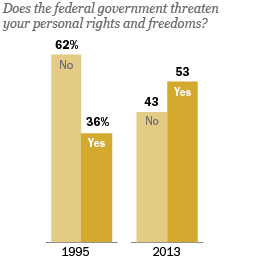 Does the federal government threaten
your personal rights and freedoms?
62%
No
36%
Yes
43
No
53
Yes
1995
2013